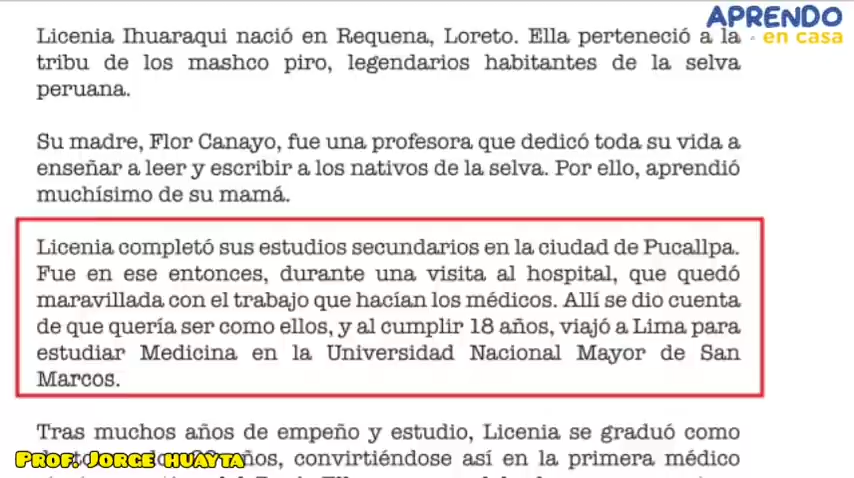 APRENDO
en casa
Licenia Ihuaraqui nació en Requena, Loreto. Ella perteneció a la
tribu de los mashco piro, legendarios habitantes de la selva
peruana.
Su madre, Flor Canayo, fue una profesora que dedicó toda su vida a
enseñar a leer y escribir a los nativos de la selva. Por ello, aprendió
muchísimo de su mamá.
Licenia completó sus estudios secundarios en la ciudad de Pucallpa.
Fue en ese entonces, durante una visita al hospital, que quedó
maravillada con el trabajo que hacían los médicos. Allí se dio cuenta
de que quería ser como ellos, y al cumplir 18 años, viajó a Lima para
estudiar Medicina en la Universidad Nacional Mayor de San
Marcos.
Tras muchos años de empeño y estudio, Licenia se graduó como
años, convirtiéndose así en la primera médico
Prof. Jorge huayta